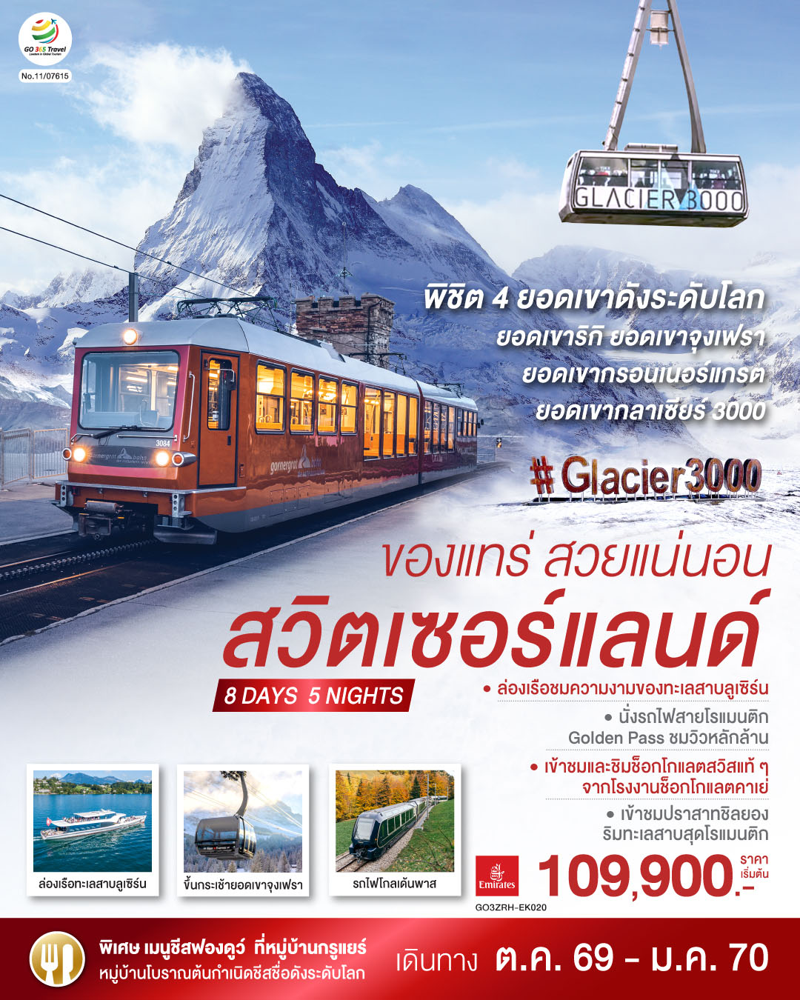 GO 365 Travel
Leaders in Global Tourism
No.11/07615
GLACIER 3000
พิชิต 4 ยอดเขาดังระดับโลก
ยอดเขาริกิ ยอดเขาจุงเฟรา
ยอดเขากรอนเนอร์แกรต
ยอดเขากลาเซียร์ 3000
3084
gornergrat bahn
gornergrat bahn
#Glacier3000
ของแทร่ สวยแน่นอน
สวิตเซอร์แลนด์
8 DAYS 5 NIGHTS
• ล่องเรือชมความงามของทะเลสาบลูเซิร์น
• นั่งรถไฟสายโรแมนติก
Golden Pass ชมวิวหลักล้าน
• เข้าชมและชิมช็อกโกแลตสวิสแท้ ๆ
จากโรงงานช็อกโกแลตคาเย่
• เข้าชมปราสาทชิลยอง
ริมทะเลสาบสุดโรแมนติก
Eiger Express
ล่องเรือทะเลสาบลูเซิร์น
ขึ้นกระเช้ายอดเขาจุงเฟรา
รถไฟโกลเด้นพาส
Emirates
GO3ZRH-EK020
109,900.-
ราคา
เริ่มต้น
พิเศษ เมนูชีสฟองดูว์ ที่หมู่บ้านกรูแยร์
หมู่บ้านโบราณต้นกำเนิดชีสชื่อดังระดับโลก
เดินทาง ต.ค. 69 - ม.ค. 70